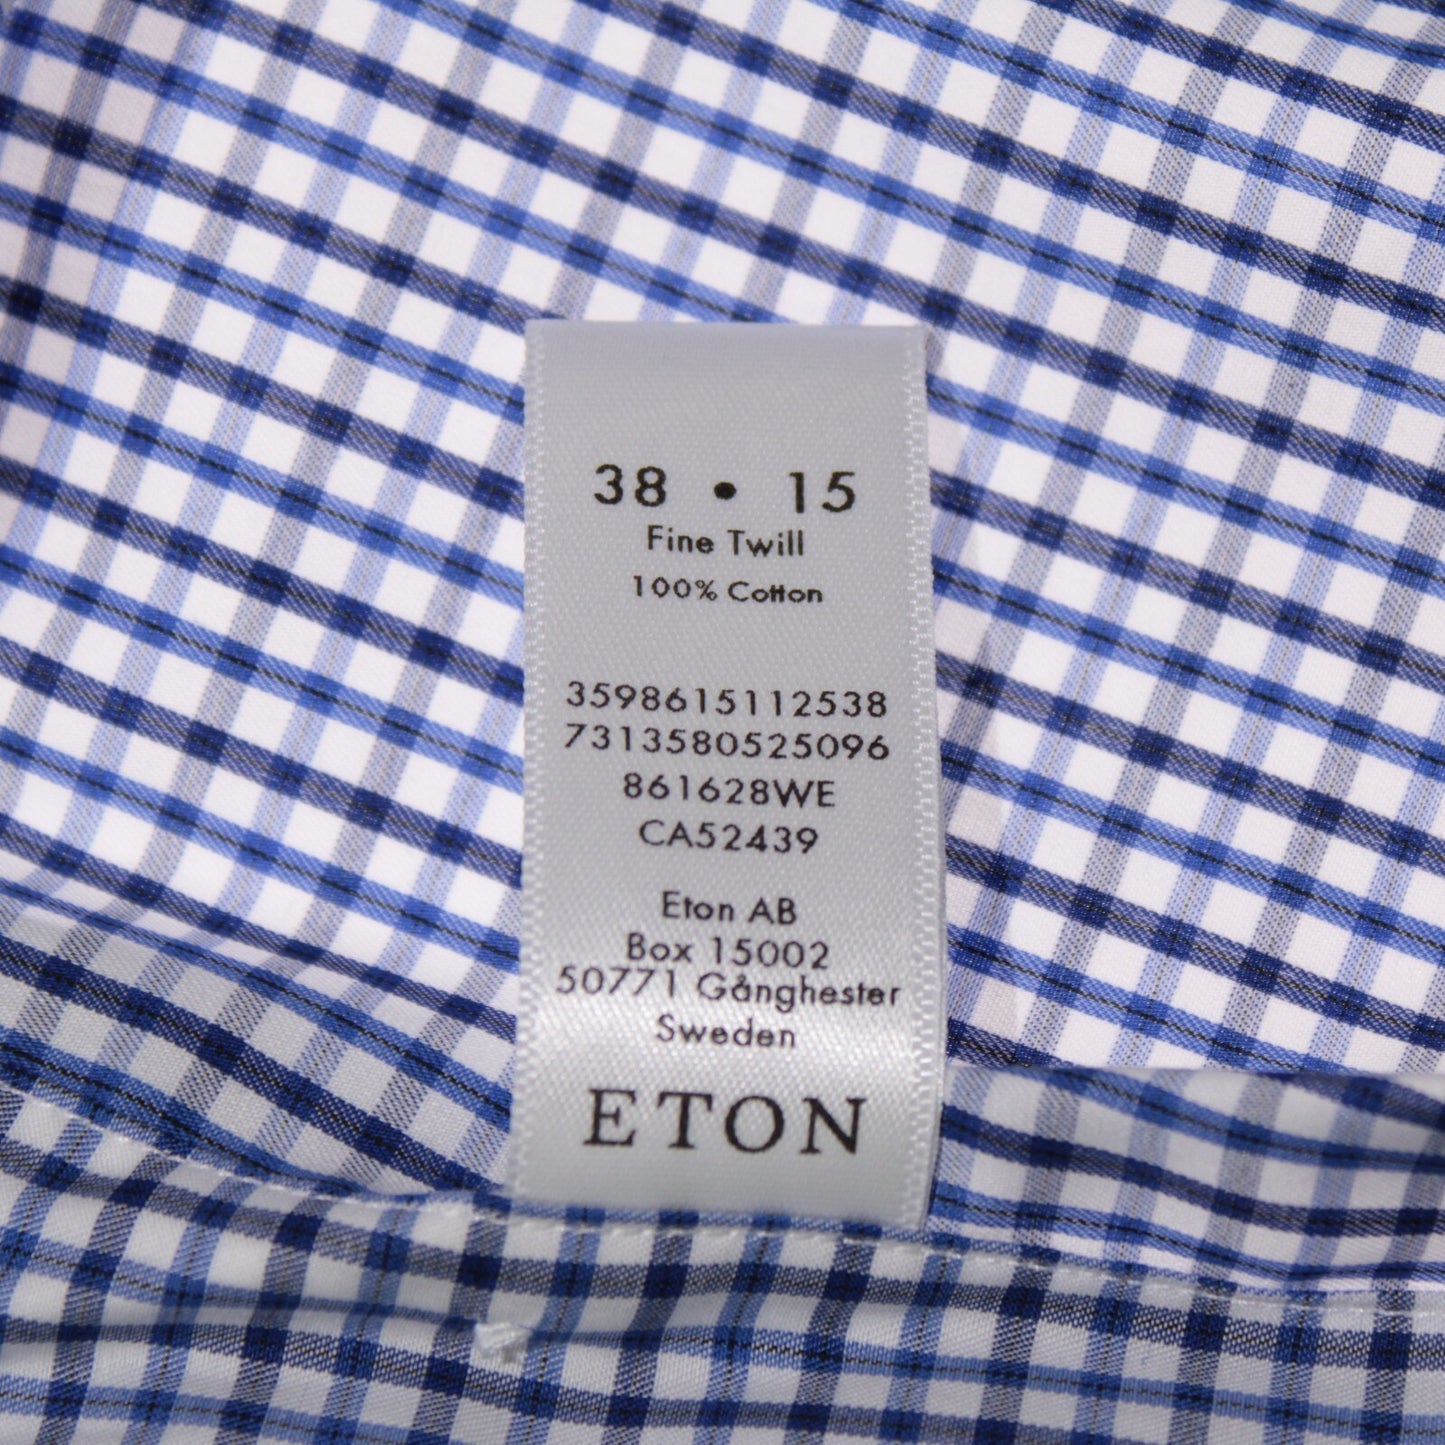 38 • 15
Fine Twill
100% Cotton
3598615112538
7313580525096
861628WE
CA52439
Eton AB
Box 15002
50771 Gånghester
Sweden
ETON